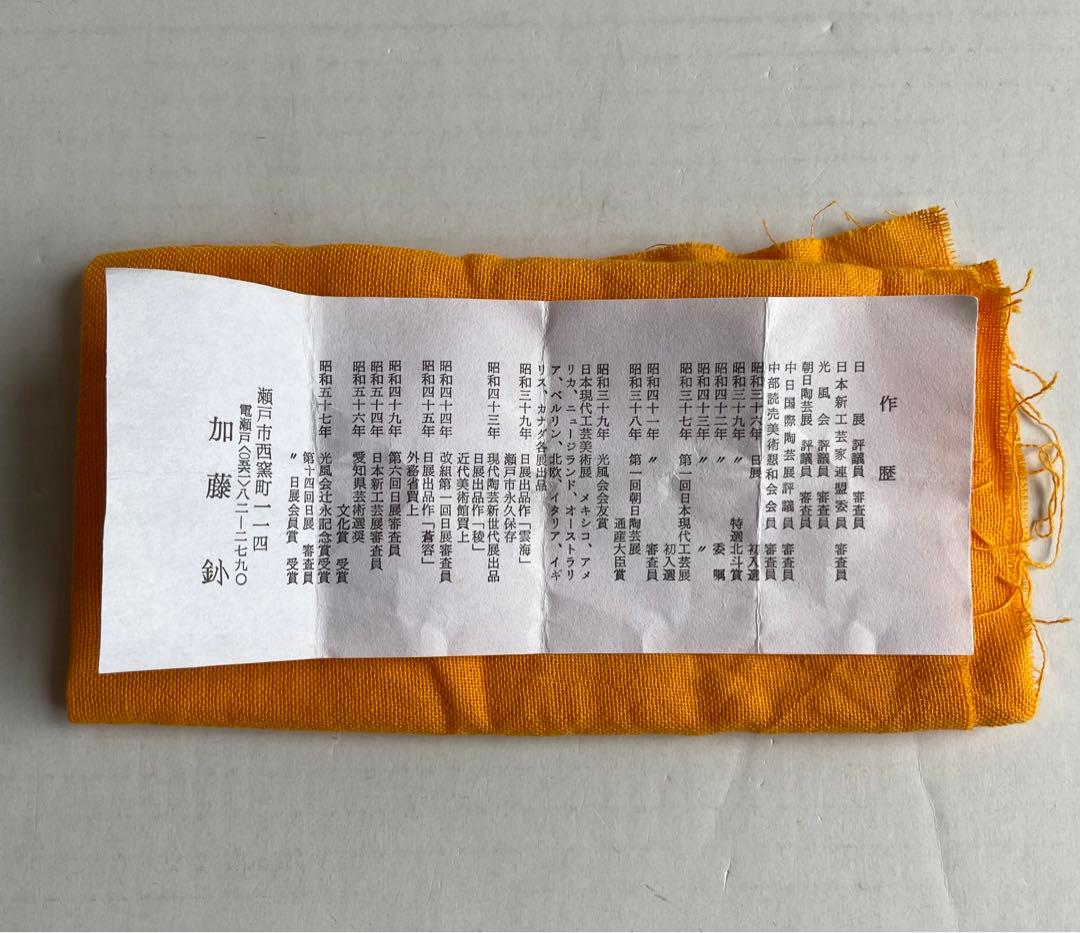 作歴
日展 評議員 審査員
日本新工芸家連盟委員 審査員
光風会 評議員 審査員
朝日陶芸展 評議員 審査員
中日国際陶芸展評議員 審査員
中部読売美術懇和会会員 審査員
昭和三十六年 日展 初入選
昭和三十九年 〃 特選北斗賞
昭和四十二年 〃 委嘱
昭和四十三年 〃 〃
昭和三十七年 第一回日本現代工芸展
初入選
昭和四十一年 〃 審査員
昭和三十八年 第一回朝日陶芸展
通産大臣賞
昭和三十九年 光風会会友賞
日本現代工芸美術展、メキシコ、アメ
リカ、ニュージランド、オーストラリ
ア、ベルリン、北欧、イタリア、イギ
リス、カナダ各展出品
昭和三十九年 日展出品作「雲海」
瀬戸市永久保存
昭和四十三年 現代陶芸新世代展出品
日展出品作「稜」
近代美術館買上
昭和四十四年 改組第一回日展審査員
昭和四十五年 日展出品作「蒼容」
外務省買上
昭和四十九年 第六回日展審査員
昭和五十四年 日本新工芸展審査員
昭和五十六年 愛知県芸術選奨
文化賞 受賞
昭和五十七年 光風会辻永記念賞受賞
第十四回日展 審査員
〃 日展会員賞 受賞
瀬戸市西窯町一一四
電瀬戸〈〇五六一〉八二―二七九〇
加藤釥